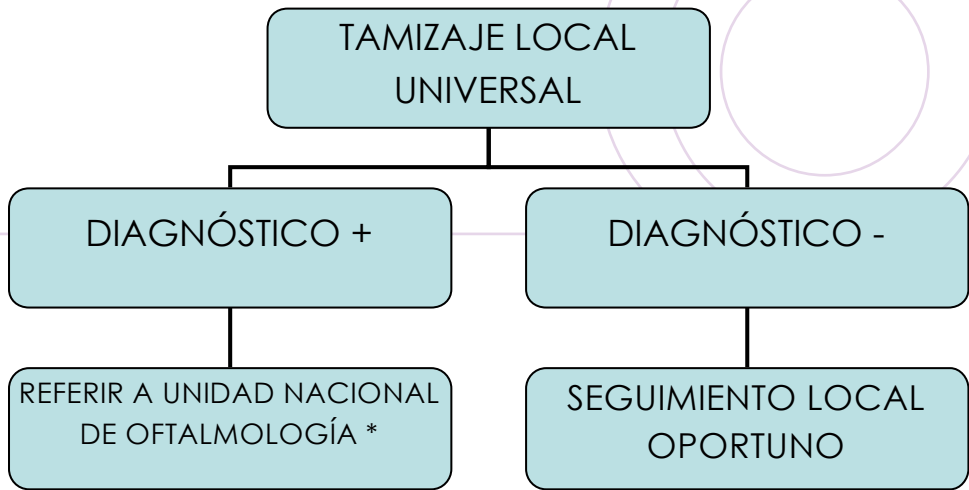 TAMIZAJE LOCAL
UNIVERSAL
DIAGNÓSTICO +
DIAGNÓSTICO -
REFERIR A UNIDAD NACIONAL
DE OFTALMOLOGÍA *
SEGUIMIENTO LOCAL
OPORTUNO